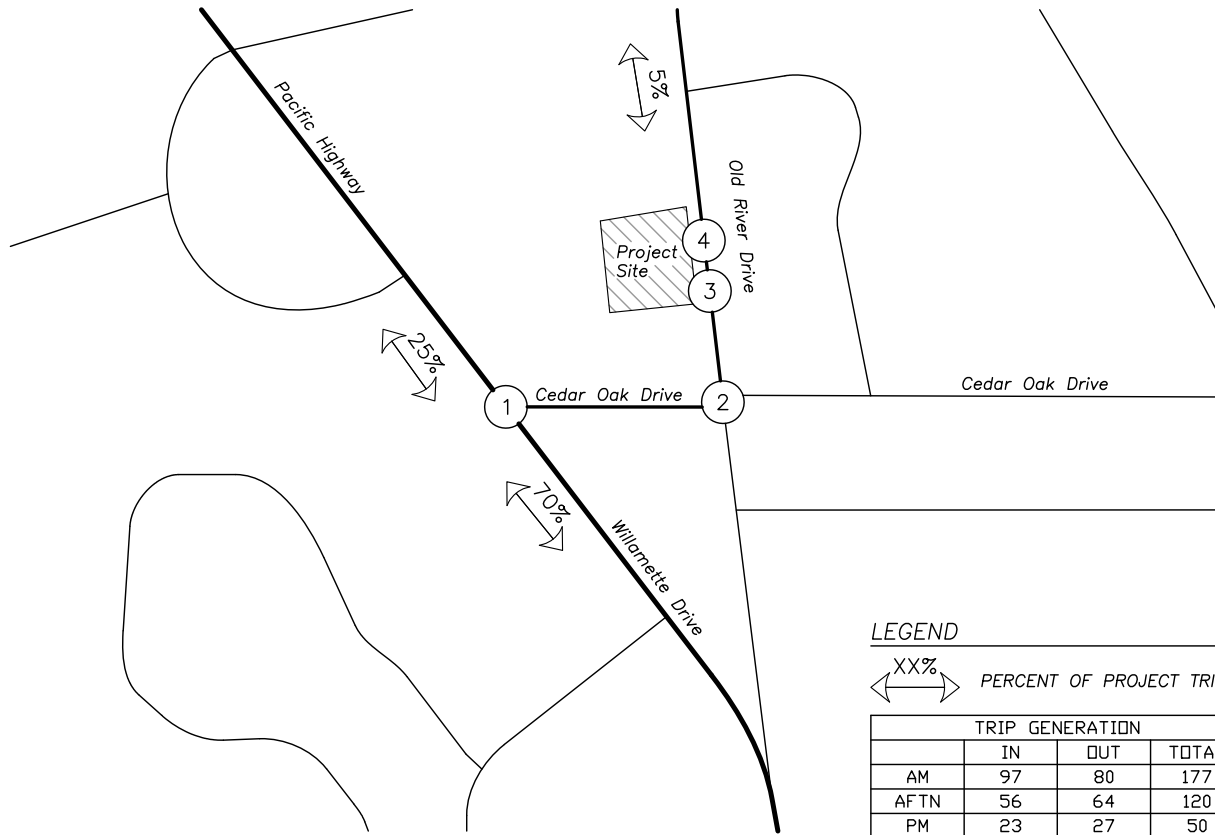 Pacific Highway
5%
Old River Drive
4
Project
Site
3
25%
1
Cedar Oak Drive
2
Cedar Oak Drive
70%
Willamette Drive
LEGEND
XX%
PERCENT OF PROJECT
TRIP GENERATION
IN OUT
AM 97 80 177
AFTN 56 64 120
PM 23 27 50